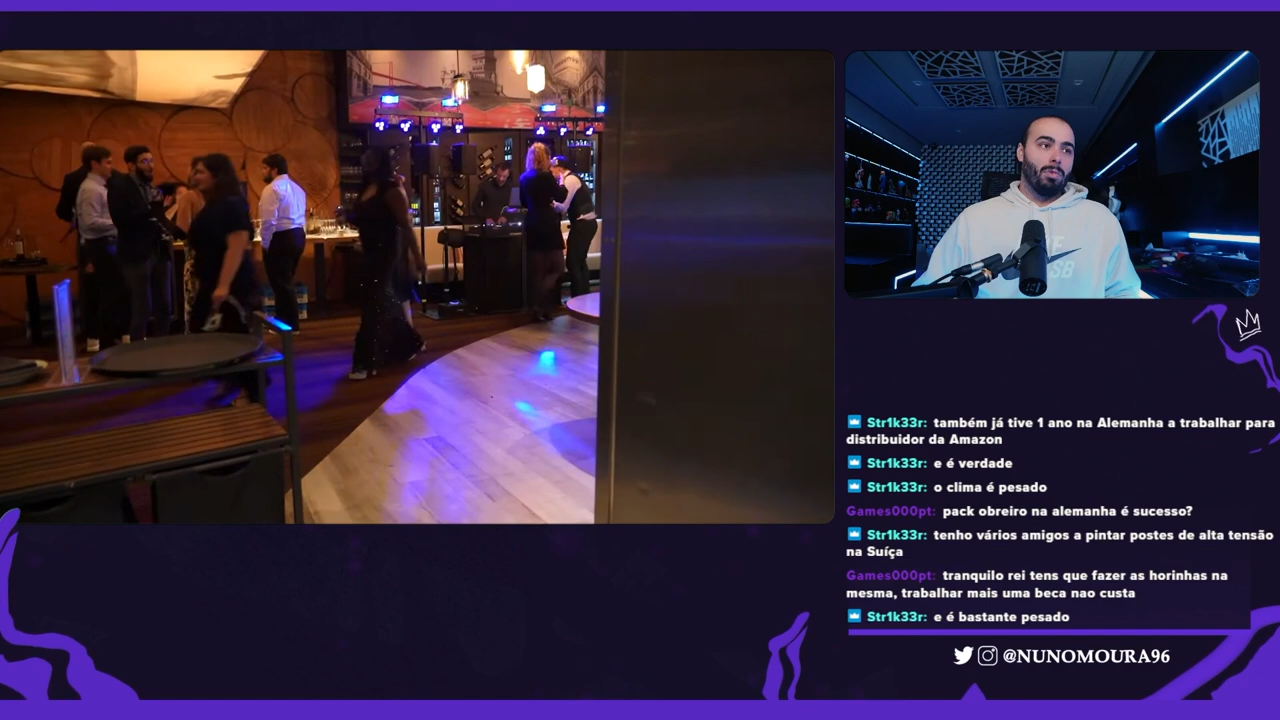 Str1k33r: também já tive 1 ano na Alemanha a trabalhar para
distribuidor da Amazon
Str1k33r: e é verdade
Str1k33r: o clima é pesado
Games000pt: pack obreiro na alemanha é sucesso?
Str1k33r: tenho vários amigos a pintar postes de alta tensão
na Suíça
Games000pt: tranquilo rei tens que fazer as horinhas na
mesma, trabalhar mais uma beca nao custa
Str1k33r: e é bastante pesado
@NUNOMOURA96